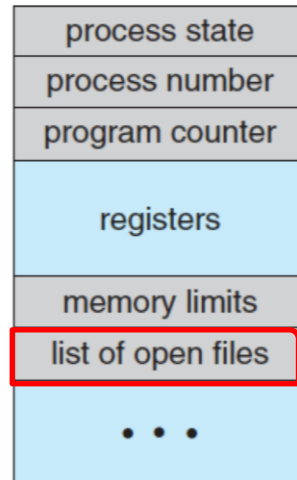 process state
process number
program counter
registers
memory limits
list of open files
• • •